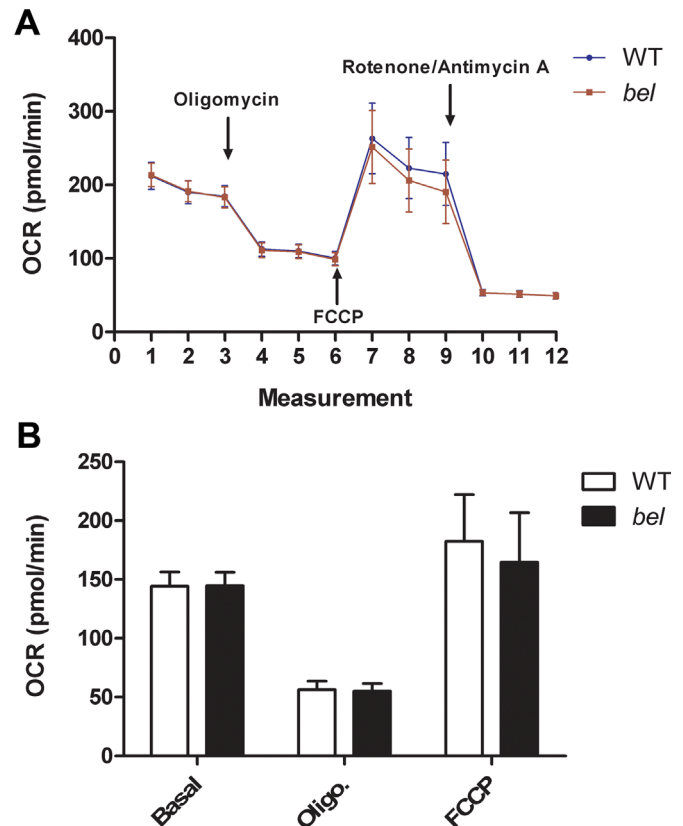 A
OCR (pmol/min)
400
300
200
100
0
Oligomycin
FCCP
Rotenone/Antimycin A
WT
bel
0 1 2 3 4 5 6 7 8 9 10 11 12
Measurement
B
OCR (pmol/min)
250
200
150
100
50
0
WT
bel
Basal
Oligo.
FCCP